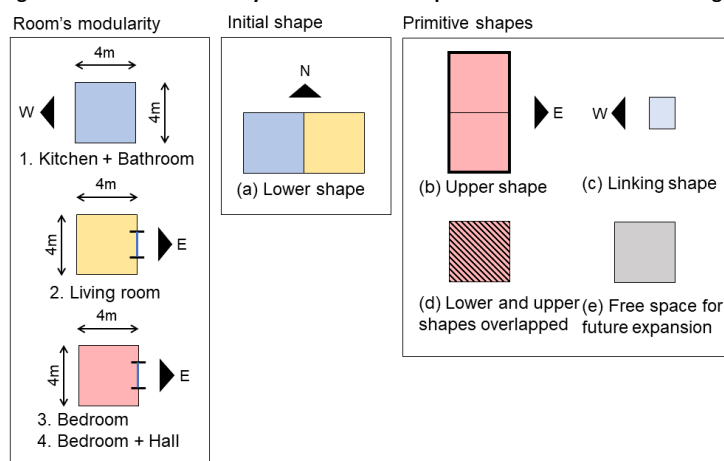 Room's modularity
4m
4m
W
1. Kitchen + Bathroom
4m
4m
E
2. Living room
4m
4m
E
3. Bedroom
4. Bedroom + Hall
Initial shape
N
(a) Lower shape
Primitive shapes
E
(b) Upper shape
W
(c) Linking shape
(d) Lower and upper
shapes overlapped
(e) Free space for
future expansion